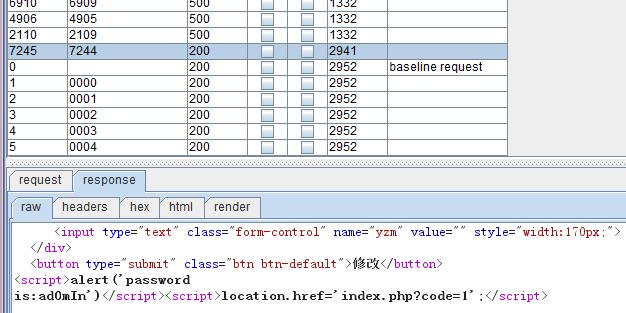 6910 6909 500 1332
4906 4905 500 1332
2110 2109 500 1332
7245 7244 200 2941
0 200 2952 baseline request
1 0000 200 2952
2 0001 200 2952
3 0002 200 2952
4 0003 200 2952
5 0004 200 2952
request response
raw headers hex html render
<input type="text" class="form-control" name="yzm" value="" style="width:170px;">
</div>
<button type="submit" class="btn btn-default">修改</button>
<script>alert('password
is:ad0mIn')</script><script>location.href='index.php?code=1';</script>